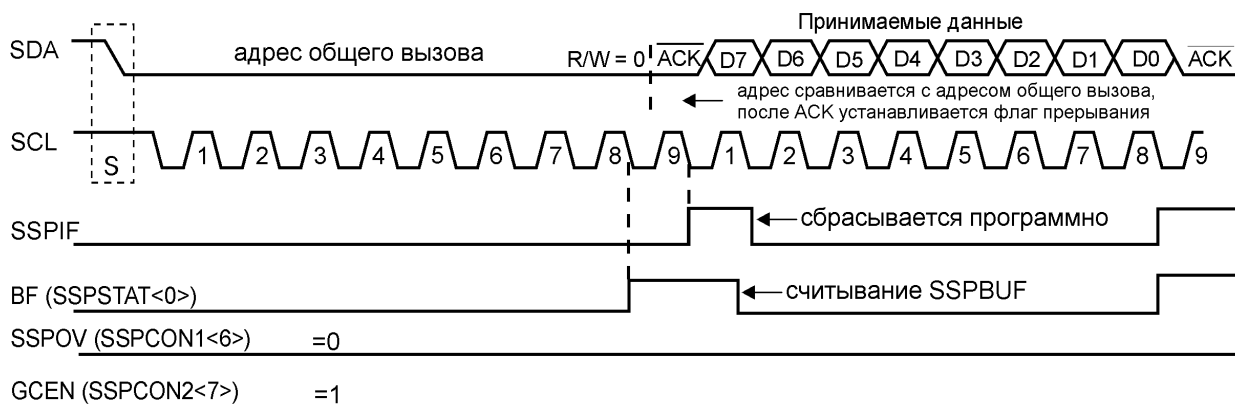 Принимаемые данные
SDA адрес общего вызова R/W = 0 ACK D7 D6 D5 D4 D3 D2 D1 D0 ACK
адрес сравнивается с адресом общего вызова,
после ACK устанавливается флаг прерывания
SCL 1 2 3 4 5 6 7 8 9 1 2 3 4 5 6 7 8 9
S
SSPIF сбрасывается программно
BF (SSPSTAT<0>) считывание SSPBUF
SSPOV (SSPCON1<6>) =0
GCEN (SSPCON2<7>) =1